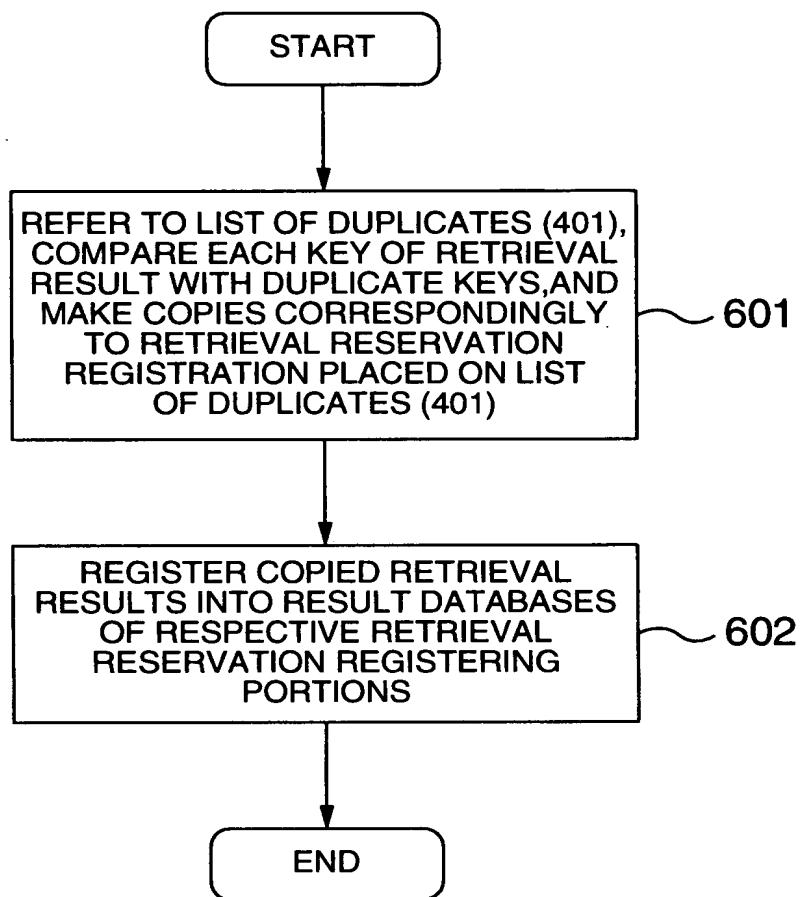 START
REFER TO LIST OF DUPLICATES (401),
COMPARE EACH KEY OF RETRIEVAL
RESULT WITH DUPLICATE KEYS,AND
MAKE COPIES CORRESPONDINGLY
TO RETRIEVAL RESERVATION
REGISTRATION PLACED ON LIST
OF DUPLICATES (401)
601
REGISTER COPIED RETRIEVAL
RESULTS INTO RESULT DATABASES
OF RESPECTIVE RETRIEVAL
RESERVATION REGISTERING
PORTIONS
602
END